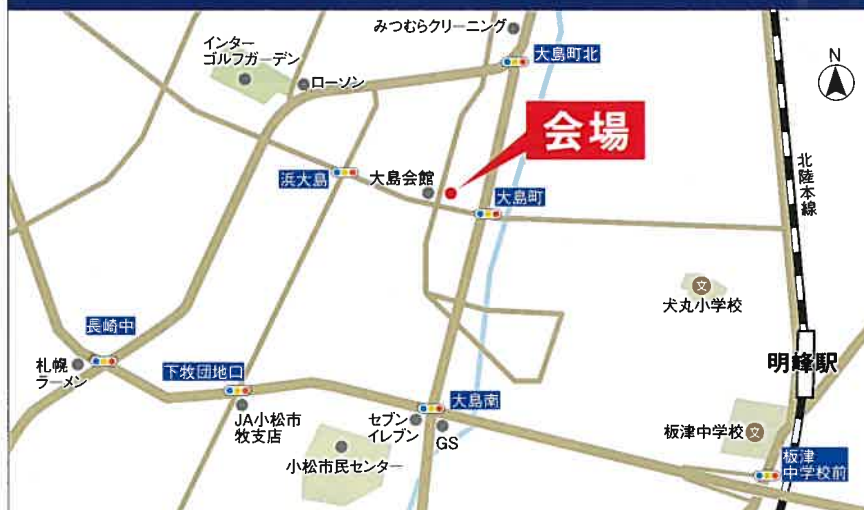 みつむらクリーニング
インター
ゴルフガーデン
大島町北
ローソン
N
会場
浜大島
大島会館
大島町
北陸本線
犬丸小学校
長崎中
札幌
ラーメン
下牧団地口
明峰駅
JA小松市
牧支店
セブン
イレブン
大島南
GS
文
板津中学校
文
小松市民センター
板津
中学校前